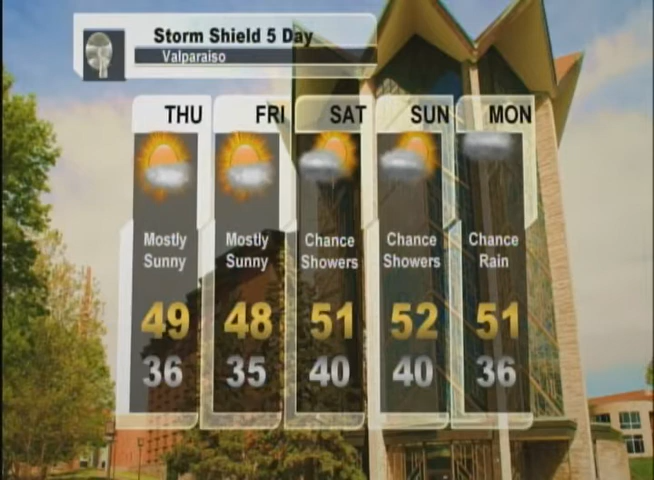 Storm Shield 5 Day
Valparaiso
THU FRI SAT SUN MON
Mostly Sunny
Mostly Sunny
Chance Showers
Chance Showers
Chance Rain
49 48 51 52 51
36 35 40 40 36